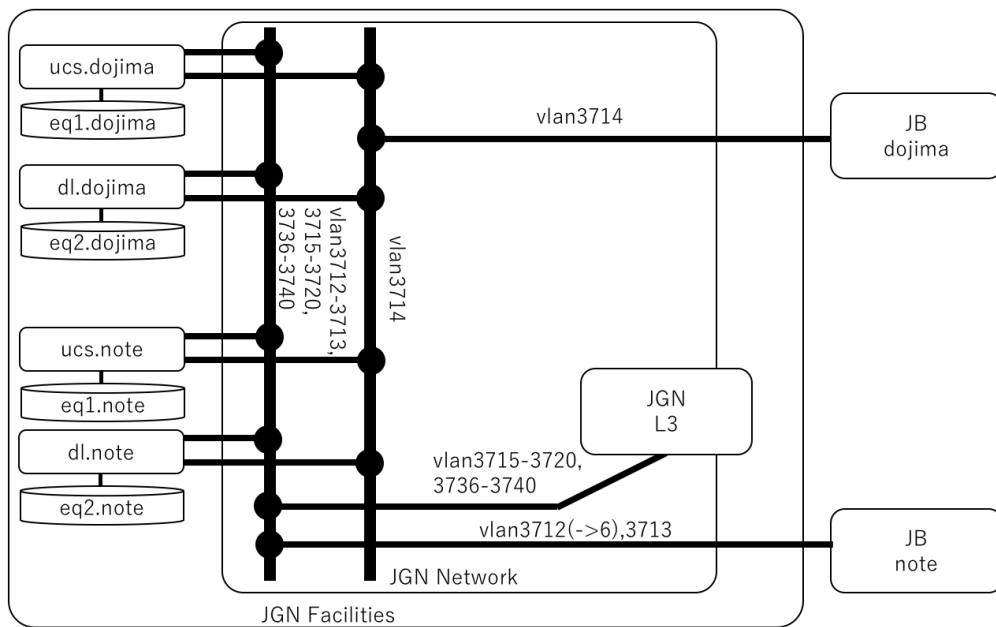 ucs.dojima
eq1.dojima
dl.dojima
eq2.dojima
ucs.note
eq1.note
dl.note
eq2.note
vlan3712-3713,
3715-3720,
3736-3740
vlan3714
vlan3714
JB
dojima
JGN
L3
vlan3715-3720,
3736-3740
vlan3712(->6),3713
JB
note
JGN Network
JGN Facilities